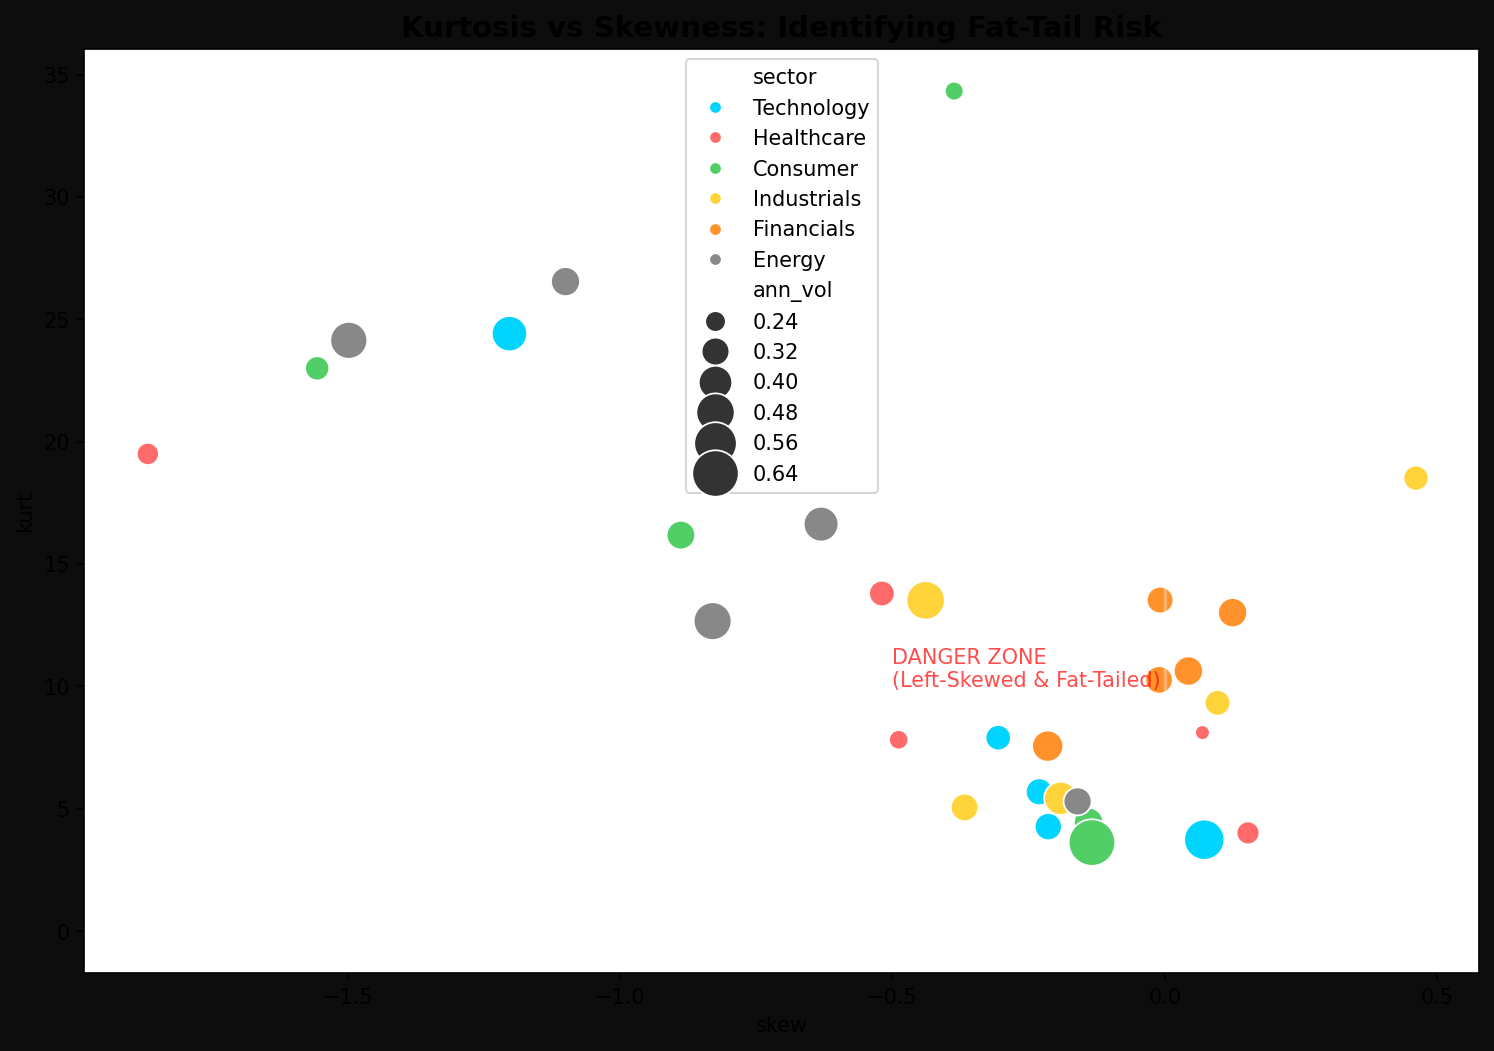 Kurtosis vs Skewness: Identifying Fat-Tail Risk
35
30
25
20
15
10
5
0
kurt
sector
Technology
Healthcare
Consumer
Industrials
Financials
Energy
ann_vol
0.24
0.32
0.40
0.48
0.56
0.64
DANGER ZONE
(Left-Skewed & Fat-Tailed)
−1.5
−1.0
−0.5
0.0
0.5
skew